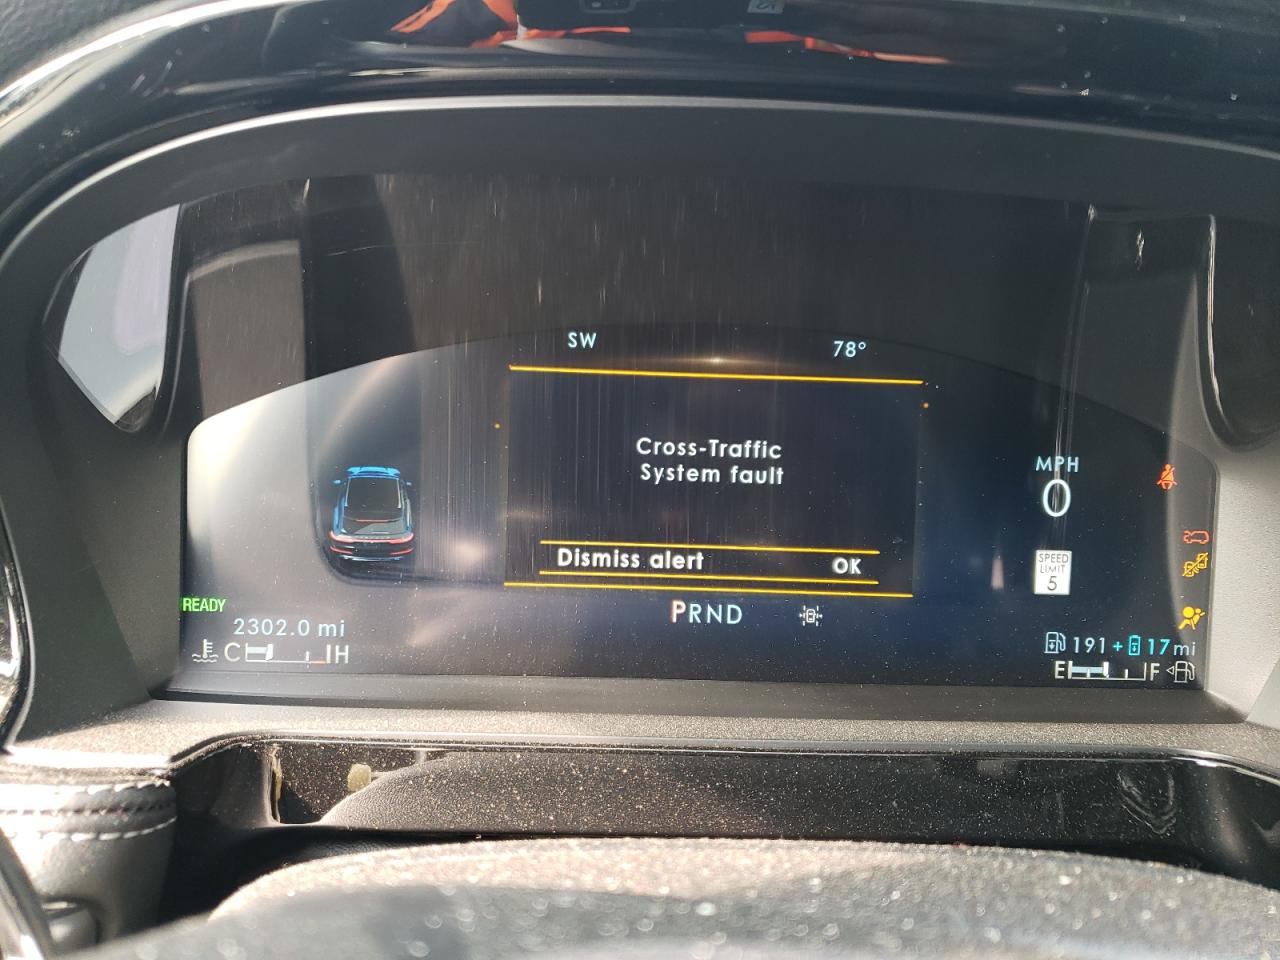 SW
78°
Cross-Traffic
System fault
MPH
0
Dismiss alert OK
SPEED
LIMIT
5
READY
PRND
2302.0 mi
C H
191 + 17 mi
E F